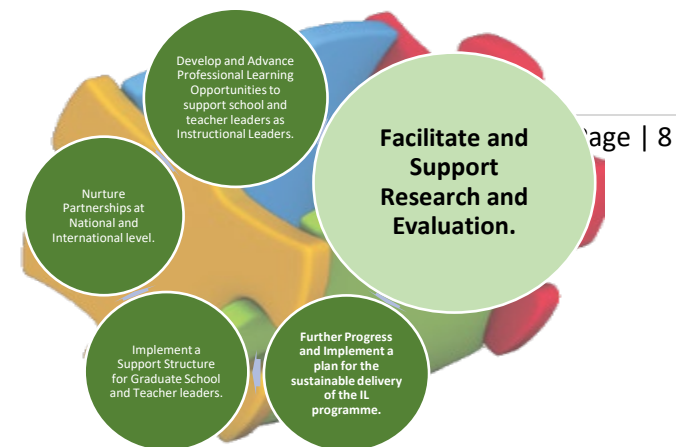 Develop and Advance
Professional Learning
Opportunities to
support school and
teacher leaders as
Instructional Leaders.
Facilitate and
Support
Research and
Evaluation.
age | 8
Nurture
Partnerships at
National and
International level.
Implement a
Support Structure
for Graduate School
and Teacher leaders.
Further Progress
and Implement a
plan for the
sustainable delivery
of the IL
programme.